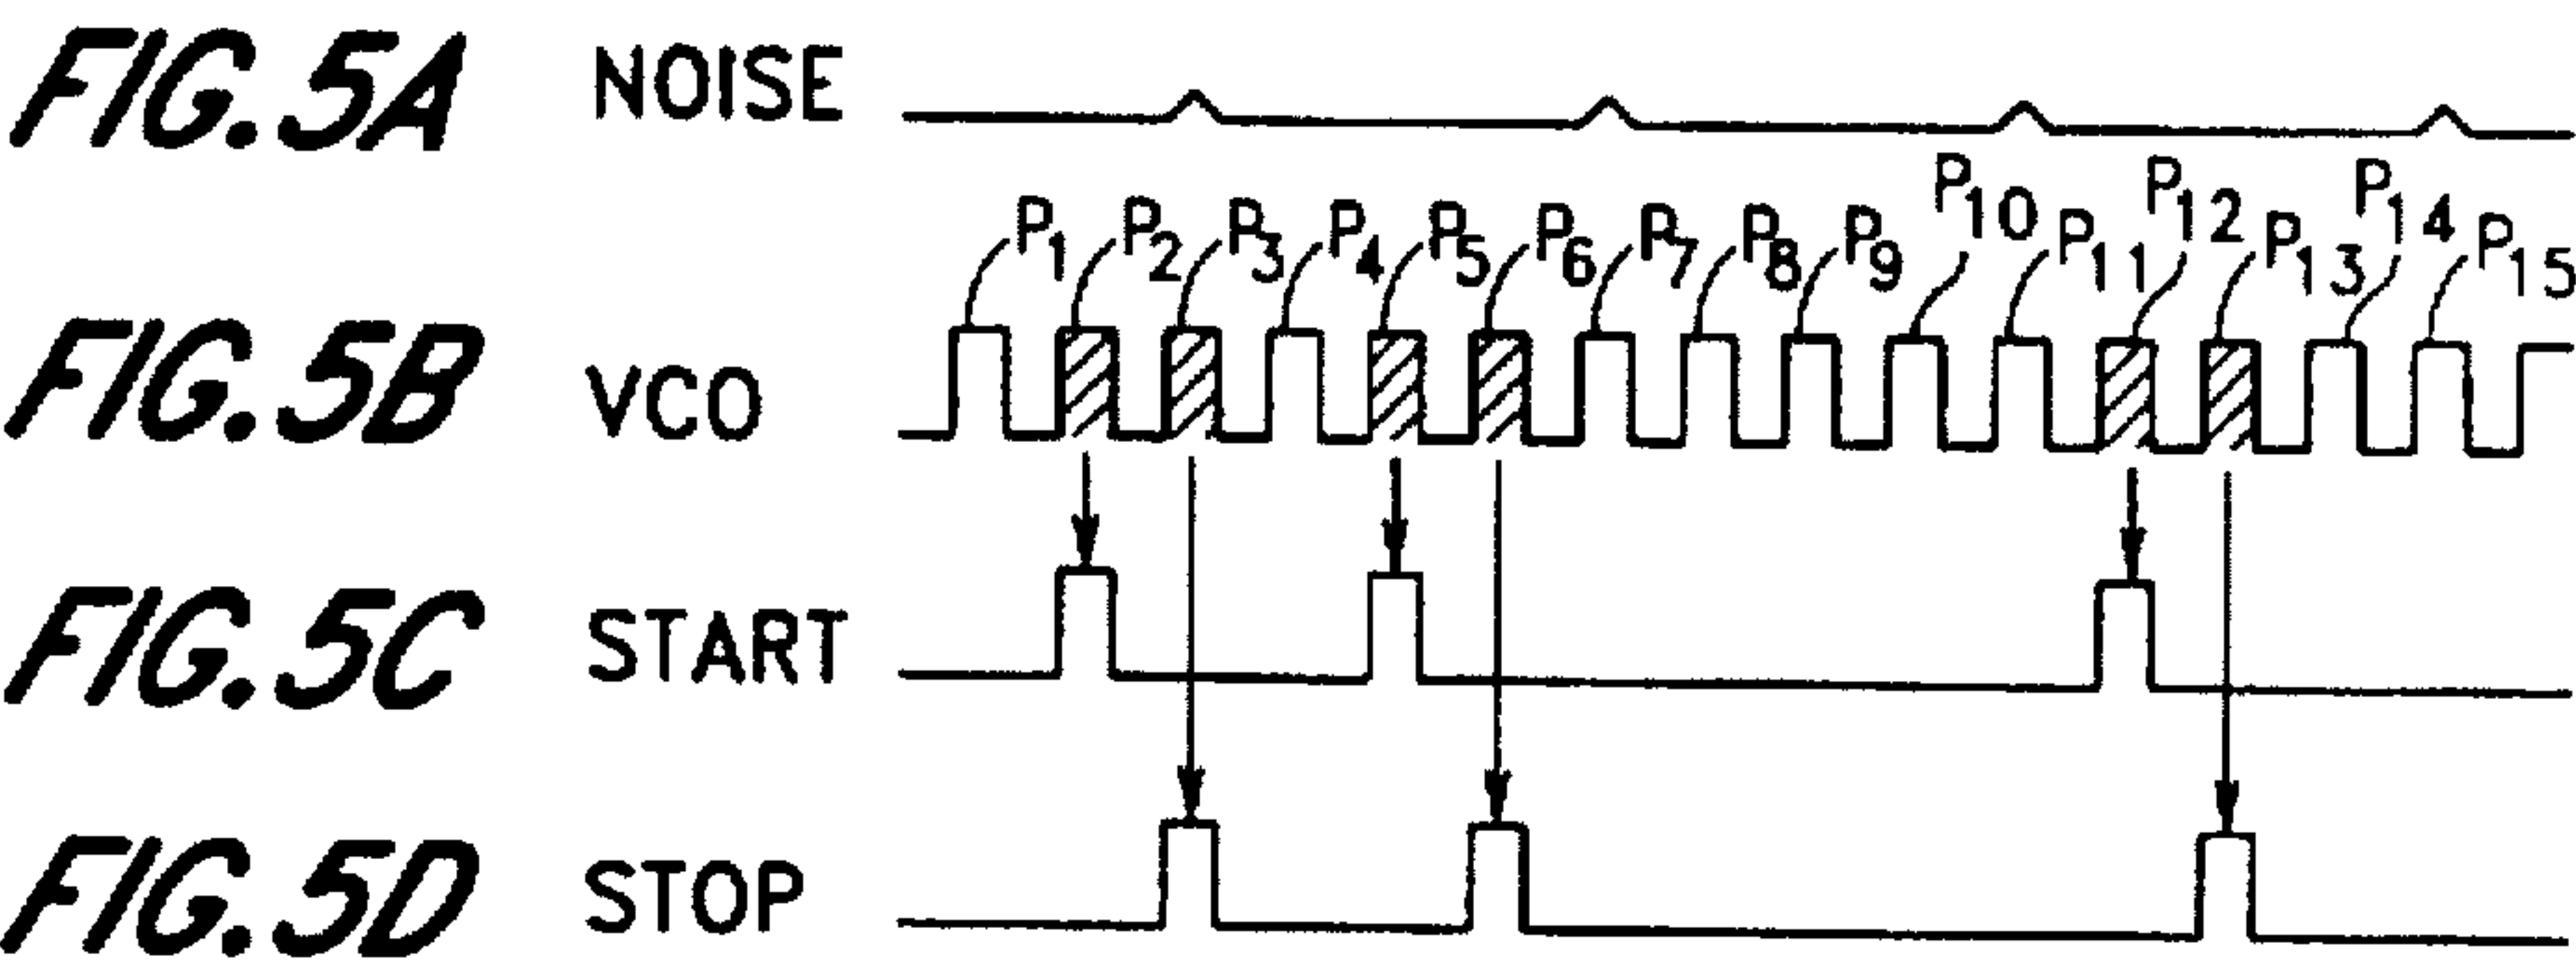 FIG. 5A NOISE
P1 P2 P3 P4 P5 P6 P7 P8 P9 P10 P11 P12 P13 P14 P15
FIG. 5B VCO
FIG. 5C START
FIG. 5D STOP